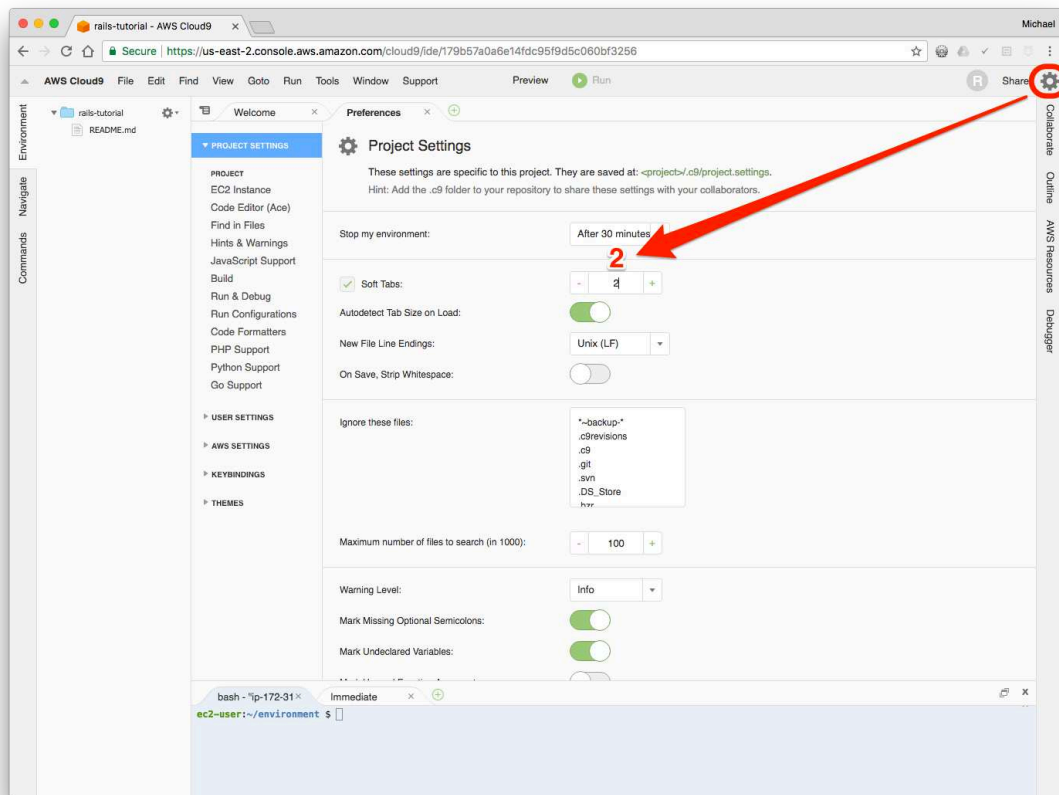 rails-tutorial - AWS Cloud9 ×
Michael
Secure | https://us-east-2.console.aws.amazon.com/cloud9/ide/179b57a0a6e14fdc95f9d5c060bf3256
AWS Cloud9 File Edit Find View Goto Run Tools Window Support Preview Run R Share
Environment
Navigate
Commands
rails-tutorial
README.md
Welcome ×
Preferences ×
PROJECT SETTINGS
PROJECT
EC2 Instance
Code Editor (Ace)
Find in Files
Hints & Warnings
JavaScript Support
Build
Run & Debug
Run Configurations
Code Formatters
PHP Support
Python Support
Go Support
USER SETTINGS
AWS SETTINGS
KEYBINDINGS
THEMES
Project Settings
These settings are specific to this project. They are saved at: <project>/.c9/project.settings.
Hint: Add the .c9 folder to your repository to share these settings with your collaborators.
Stop my environment: After 30 minutes
2
Soft Tabs: - 2 +
Autodetect Tab Size on Load:
New File Line Endings: Unix (LF)
On Save, Strip Whitespace:
Ignore these files:
*~backup-*
.c9revisions
.c9
.git
.svn
.DS_Store
.bzr
Maximum number of files to search (in 1000): - 100 +
Warning Level: Info
Mark Missing Optional Semicolons:
Mark Undeclared Variables:
Collaborate
Outline
AWS Resources
Debugger
bash - "ip-172-31 ×
Immediate ×
ec2-user:~/environment $